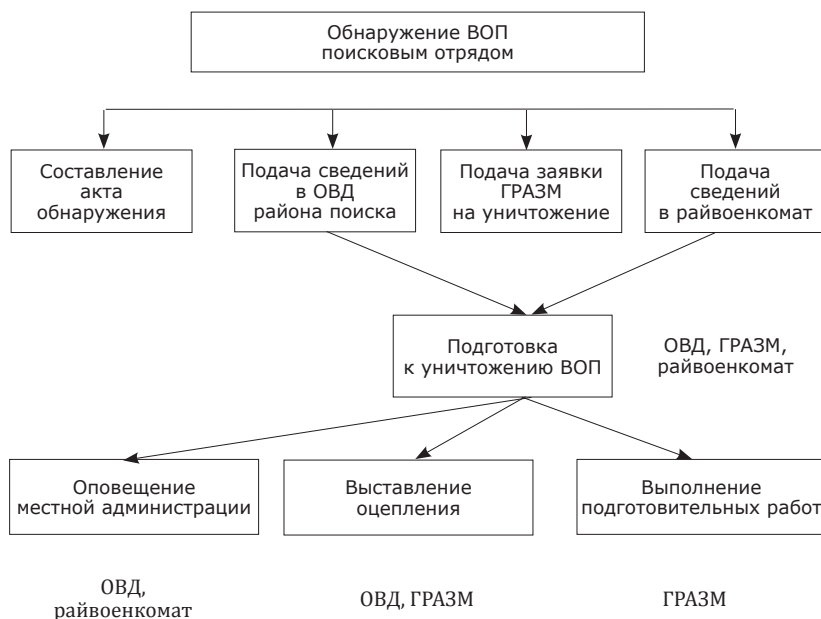 Обнаружение ВОП
поисковым отрядом
Составление
акта
обнаружения
Подача сведений
в ОВД
района поиска
Подача заявки
ГРАЗМ
на уничтожение
Подача
сведений
в райвоенкомат
Подготовка
к уничтожению ВОП
ОВД, ГРАЗМ,
райвоенкомат
Оповещение
местной администрации
Выставление
оцепления
Выполнение
подготовительных работ
ОВД,
райвоенкомат
ОВД, ГРАЗМ
ГРАЗМ